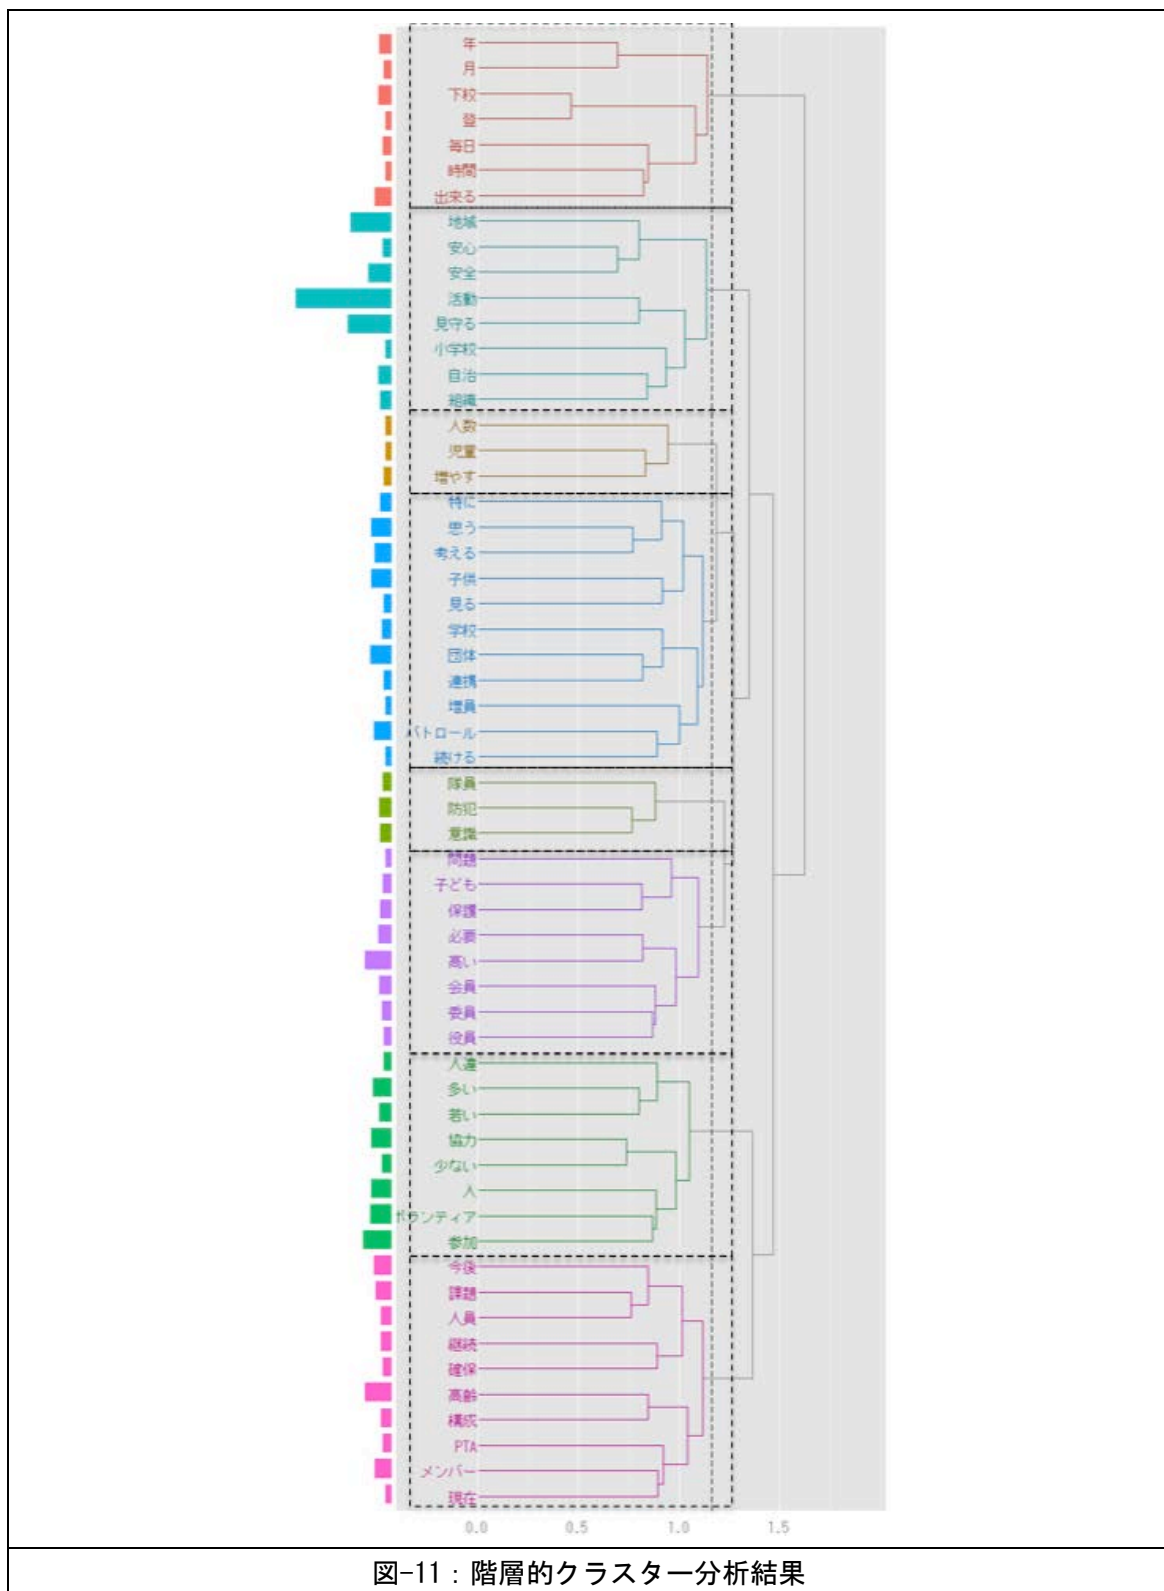 年
月
下校
登
毎日
時間
出来る
地域
安心
安全
活動
見守る
小学校
自治
組織
人数
児童
増やす
特に
思う
考える
子供
見る
学校
団体
連携
増員
パトロール
続ける
隊員
防犯
意識
問題
子ども
保護
必要
高い
会員
委員
役員
人達
多い
若い
協力
少ない
人
ボランティア
参加
今後
課題
人員
継続
確保
高齢
構成
PTA
メンバー
現在
0.0 0.5 1.0 1.5
図-11：階層的クラスター分析結果